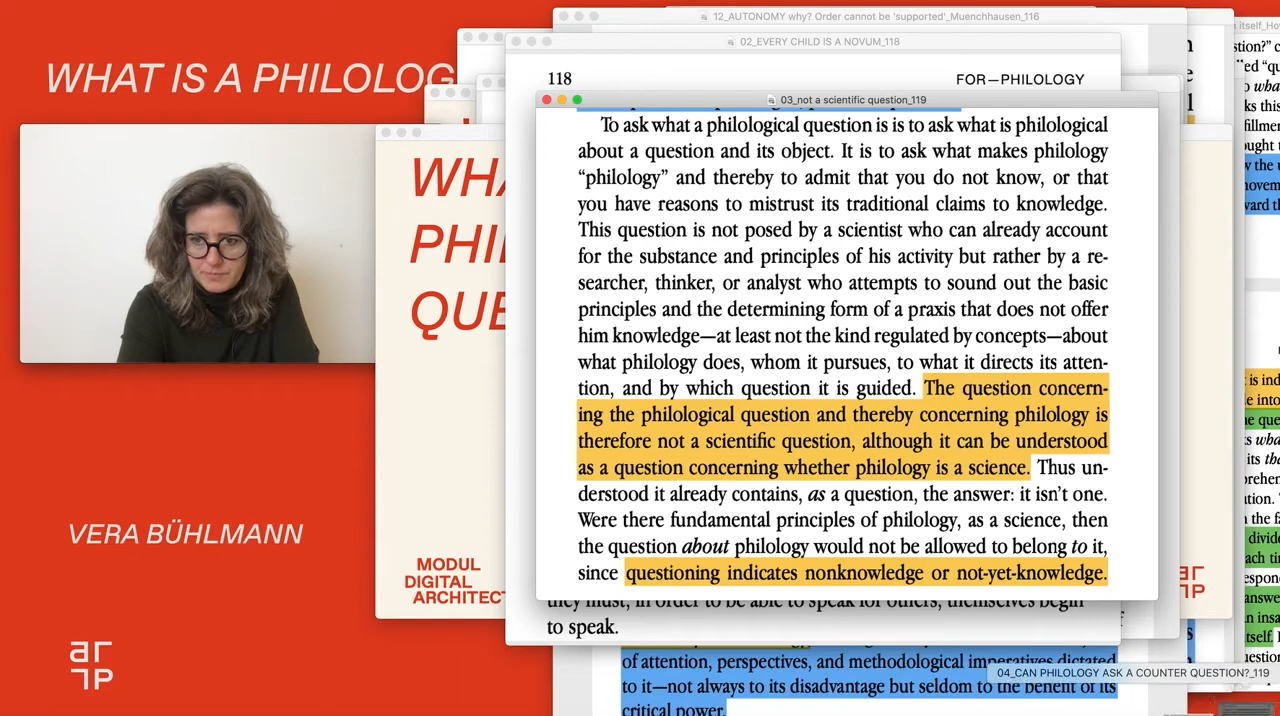 12_AUTONOMY why? Order cannot be 'supported'_Muenchhausen_116
02_EVERY CHILD IS A NOVUM_118
WHAT IS A PHILOLOG
118
FOR—PHILOLOGY
03_not a scientific question_119
To ask what a philological question is is to ask what is philological
about a question and its object. It is to ask what makes philology
“philology” and thereby to admit that you do not know, or that
you have reasons to mistrust its traditional claims to knowledge.
This question is not posed by a scientist who can already account
for the substance and principles of his activity but rather by a re-
searcher, thinker, or analyst who attempts to sound out the basic
principles and the determining form of a praxis that does not offer
him knowledge—at least not the kind regulated by concepts—about
what philology does, whom it pursues, to what it directs its atten-
tion, and by which question it is guided. The question concern-
ing the philological question and thereby concerning philology is
therefore not a scientific question, although it can be understood
as a question concerning whether philology is a science. Thus un-
derstood it already contains, as a question, the answer: it isn’t one.
Were there fundamental principles of philology, as a science, then
the question about philology would not be allowed to belong to it,
since questioning indicates nonknowledge or not-yet-knowledge.
they must, in order to be able to speak for others, themselves begin
to speak.
of attention, perspectives, and methodological imperatives dictated
to it—not always to its disadvantage but seldom to the benefit of its
critical power.
04_CAN PHILOLOGY ASK A COUNTER QUESTION?_119
WHA
PHI
QUE
MODUL
DIGITAL
ARCHITECT
VERA BÜHLMANN